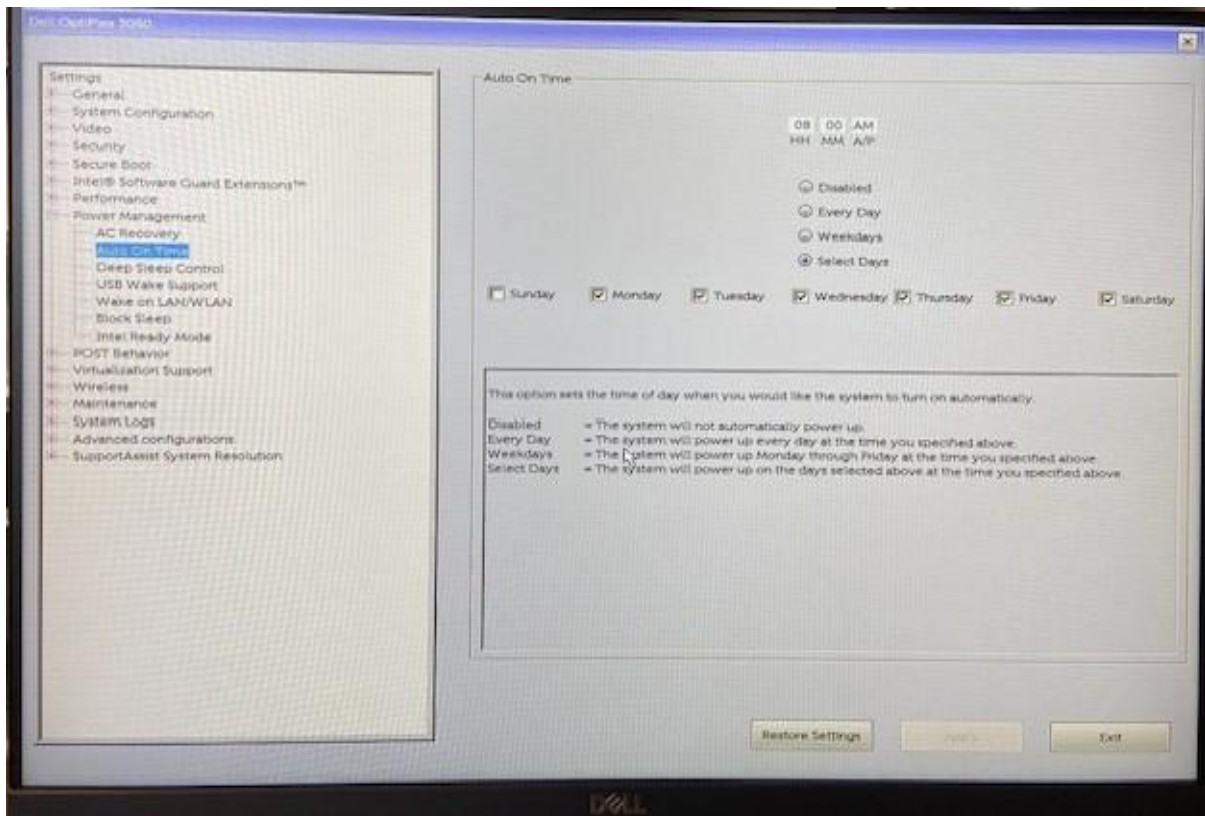 Dell OptiPlex 3060
Settings
General
System Configuration
Video
Security
Secure Boot
Intel® Software Guard Extensions™
Performance
Power Management
AC Recovery
Auto On Time
Deep Sleep Control
USB Wake Support
Wake on LAN/WLAN
Block Sleep
Intel Ready Mode
POST Behavior
Virtualization Support
Wireless
Maintenance
System Logs
Advanced configurations
SupportAssist System Resolution
Auto On Time
08 00 AM
HH MM A/P
Disabled
Every Day
Weekdays
Select Days
Sunday Monday Tuesday Wednesday Thursday Friday Saturday
This option sets the time of day when you would like the system to turn on automatically.
Disabled = The system will not automatically power up.
Every Day = The system will power up every day at the time you specified above.
Weekdays = The system will power up Monday through Friday at the time you specified above.
Select Days = The system will power up on the days selected above at the time you specified above.
Restore Settings Apply Exit
DELL